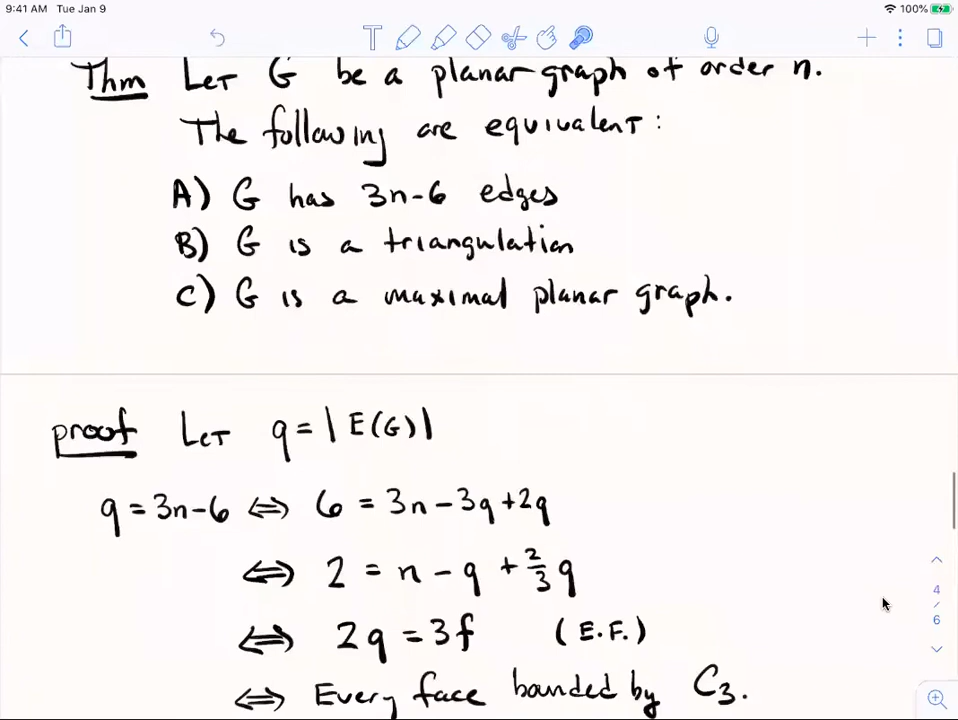 9:41 AM Tue Jan 9
100%
Thm Let G be a planar graph of order n.
The following are equivalent:
A) G has 3n-6 edges
B) G is a triangulation
C) G is a maximal planar graph.
proof Let q = |E(G)|
q = 3n-6 ⇔ 6 = 3n - 3q + 2q
⇔ 2 = n - q + 2/3 q
⇔ 2q = 3f (E.F.)
⇔ Every face bounded by C₃.
4
/
6